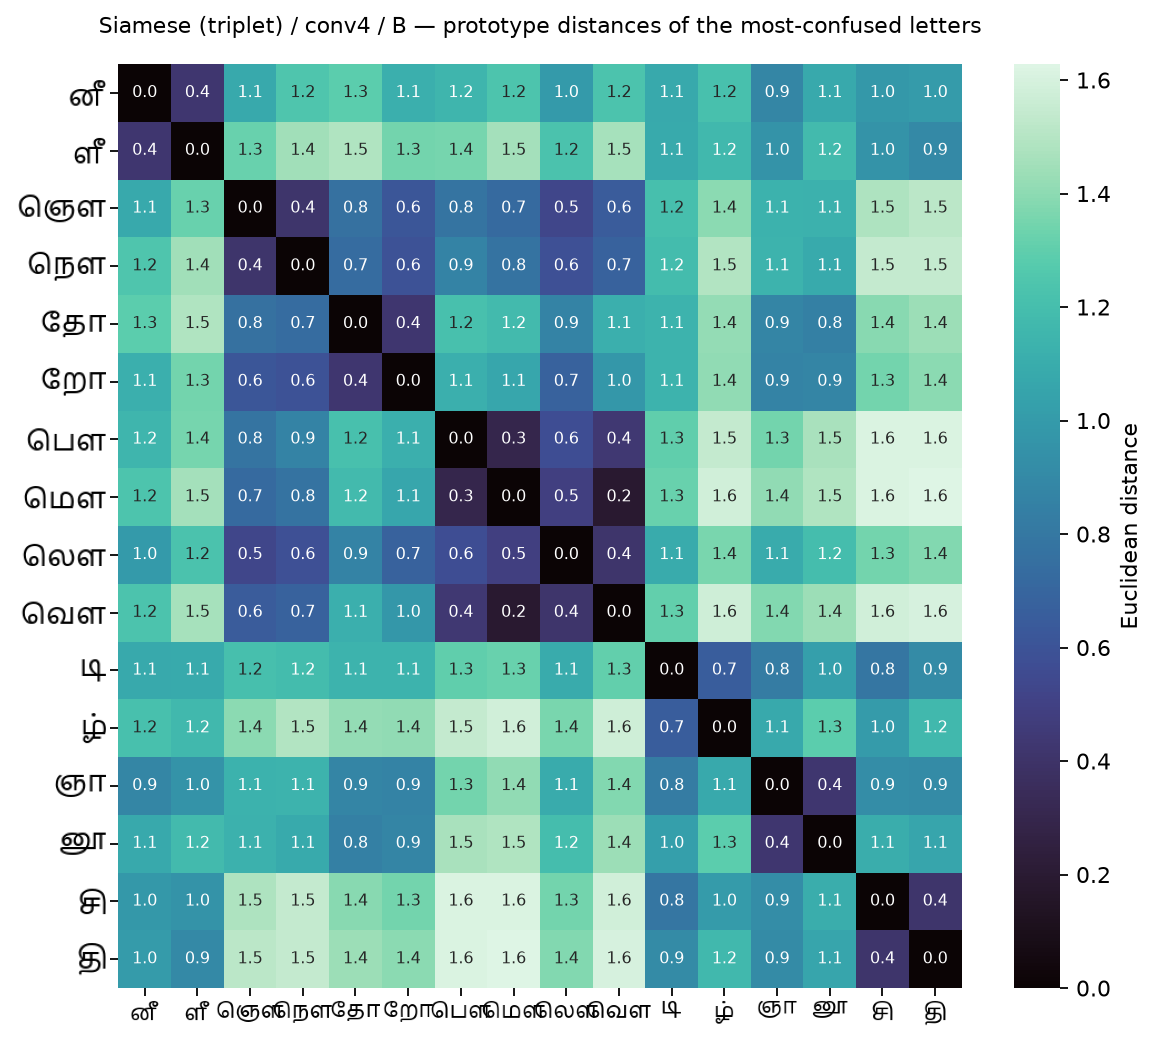 Siamese (triplet) / conv4 / B — prototype distances of the most-confused letters
னீ 0.0 0.4 1.1 1.2 1.3 1.1 1.2 1.2 1.0 1.2 1.1 1.2 0.9 1.1 1.0 1.0
ளீ 0.4 0.0 1.3 1.4 1.5 1.3 1.4 1.5 1.2 1.5 1.1 1.2 1.0 1.2 1.0 0.9
ஞௌ 1.1 1.3 0.0 0.4 0.8 0.6 0.8 0.7 0.5 0.6 1.2 1.4 1.1 1.1 1.5 1.5
நௌ 1.2 1.4 0.4 0.0 0.7 0.6 0.9 0.8 0.6 0.7 1.2 1.5 1.1 1.1 1.5 1.5
தோ 1.3 1.5 0.8 0.7 0.0 0.4 1.2 1.2 0.9 1.1 1.1 1.4 0.9 0.8 1.4 1.4
றோ 1.1 1.3 0.6 0.6 0.4 0.0 1.1 1.1 0.7 1.0 1.1 1.4 0.9 0.9 1.3 1.4
பௌ 1.2 1.4 0.8 0.9 1.2 1.1 0.0 0.3 0.6 0.4 1.3 1.5 1.3 1.5 1.6 1.6
மௌ 1.2 1.5 0.7 0.8 1.2 1.1 0.3 0.0 0.5 0.2 1.3 1.6 1.4 1.5 1.6 1.6
லௌ 1.0 1.2 0.5 0.6 0.9 0.7 0.6 0.5 0.0 0.4 1.1 1.4 1.1 1.2 1.3 1.4
வௌ 1.2 1.5 0.6 0.7 1.1 1.0 0.4 0.2 0.4 0.0 1.3 1.6 1.4 1.4 1.6 1.6
டி 1.1 1.1 1.2 1.2 1.1 1.1 1.3 1.3 1.1 1.3 0.0 0.7 0.8 1.0 0.8 0.9
ழ் 1.2 1.2 1.4 1.5 1.4 1.4 1.5 1.6 1.4 1.6 0.7 0.0 1.1 1.3 1.0 1.2
ஞா 0.9 1.0 1.1 1.1 0.9 0.9 1.3 1.4 1.1 1.4 0.8 1.1 0.0 0.4 0.9 0.9
னூ 1.1 1.2 1.1 1.1 0.8 0.9 1.5 1.5 1.2 1.4 1.0 1.3 0.4 0.0 1.1 1.1
சி 1.0 1.0 1.5 1.5 1.4 1.3 1.6 1.6 1.3 1.6 0.8 1.0 0.9 1.1 0.0 0.4
தி 1.0 0.9 1.5 1.5 1.4 1.4 1.6 1.6 1.4 1.6 0.9 1.2 0.9 1.1 0.4 0.0
னீ ளீ ஞௌ நௌ தோ றோ பௌ மௌ லௌ வௌ டி ழ் ஞா னூ சி தி
1.6
1.4
1.2
1.0
0.8
0.6
0.4
0.2
0.0
Euclidean distance